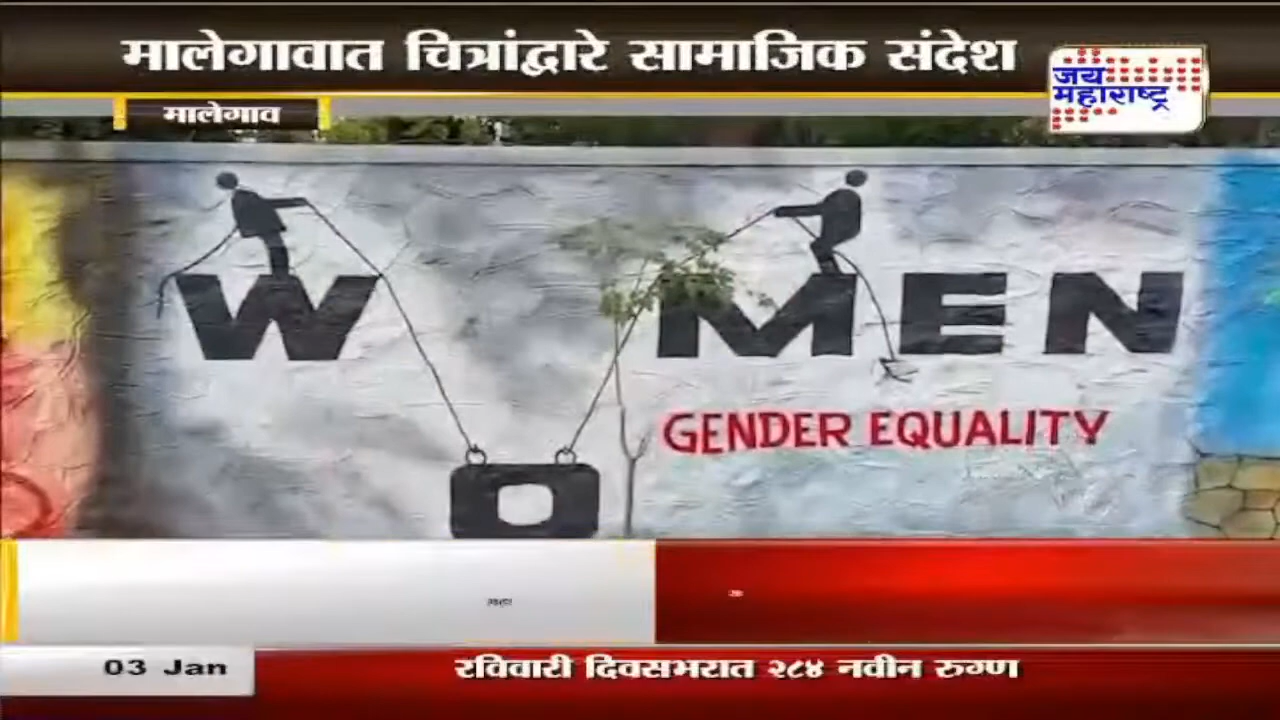 मालेगावात चित्रांद्वारे सामाजिक संदेश
जय
महाराष्ट्र
मालेगाव
W MEN
GENDER EQUALITY
O
03 Jan
रविवारी दिवसभरात २८४ नवीन रुग्ण